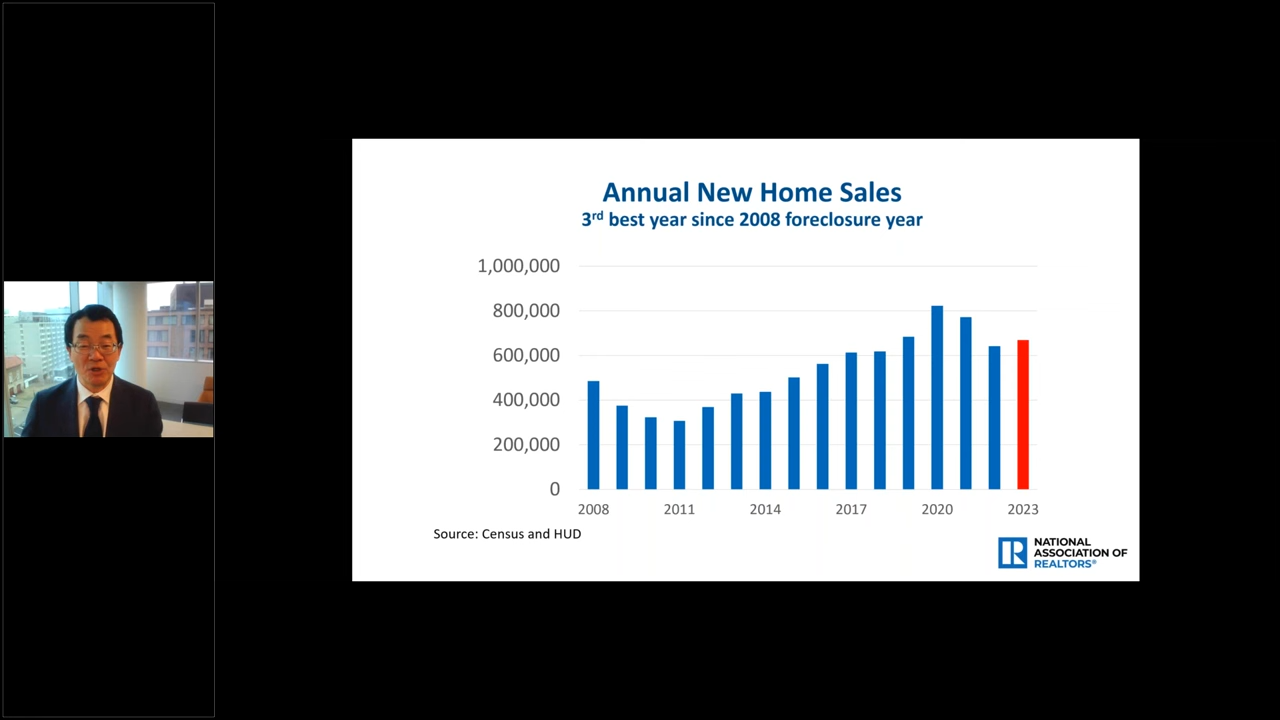 Annual New Home Sales
3rd best year since 2008 foreclosure year
1,000,000
800,000
600,000
400,000
200,000
0
2008 2011 2014 2017 2020 2023
Source: Census and HUD
NATIONAL
ASSOCIATION OF
REALTORS®